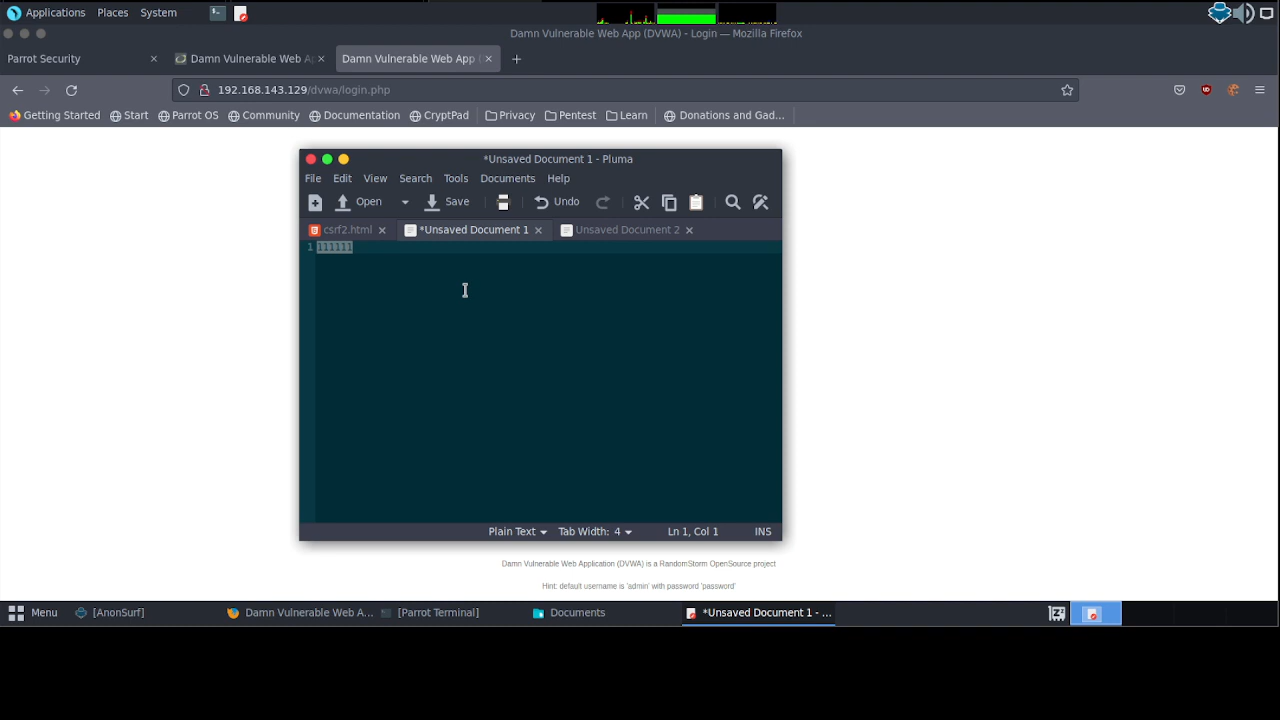 Applications Places System
Damn Vulnerable Web App (DVWA) - Login — Mozilla Firefox
Parrot Security
Damn Vulnerable Web Ap
Damn Vulnerable Web App (
192.168.143.129/dvwa/login.php
Getting Started Start Parrot OS Community Documentation CryptPad Privacy Pentest Learn Donations and Gad...
*Unsaved Document 1 - Pluma
File Edit View Search Tools Documents Help
Open Save Undo
csrf2.html *Unsaved Document 1 Unsaved Document 2
1 111111
Plain Text Tab Width: 4 Ln 1, Col 1 INS
Damn Vulnerable Web Application (DVWA) is a RandomStorm OpenSource project
Hint: default username is 'admin' with password 'password'
Menu [AnonSurf] Damn Vulnerable Web A... [Parrot Terminal] Documents *Unsaved Document 1 - ...